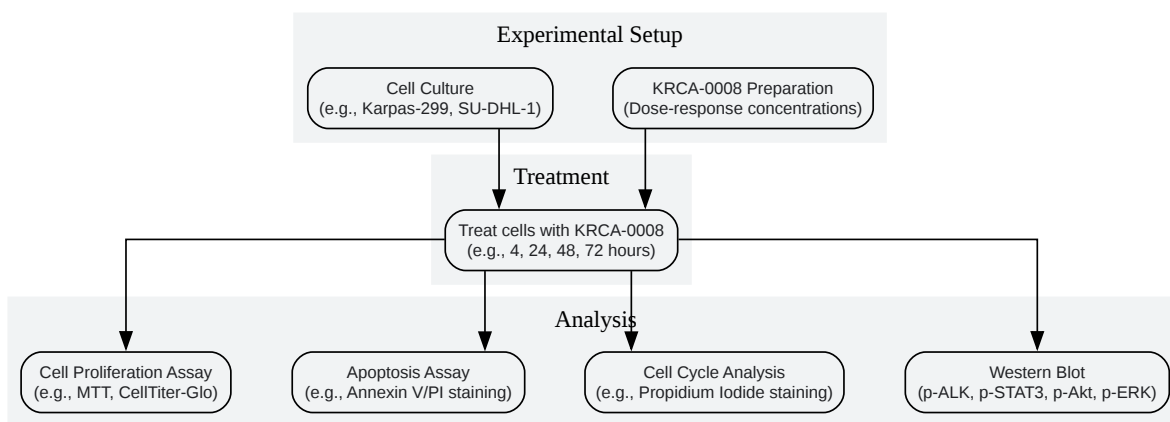 Experimental Setup
Cell Culture
(e.g., Karpas-299, SU-DHL-1)
KRCA-0008 Preparation
(Dose-response concentrations)
Treatment
Treat cells with KRCA-0008
(e.g., 4, 24, 48, 72 hours)
Analysis
Cell Proliferation Assay
(e.g., MTT, CellTiter-Glo)
Apoptosis Assay
(e.g., Annexin V/PI staining)
Cell Cycle Analysis
(e.g., Propidium Iodide staining)
Western Blot
(p-ALK, p-STAT3, p-Akt, p-ERK)